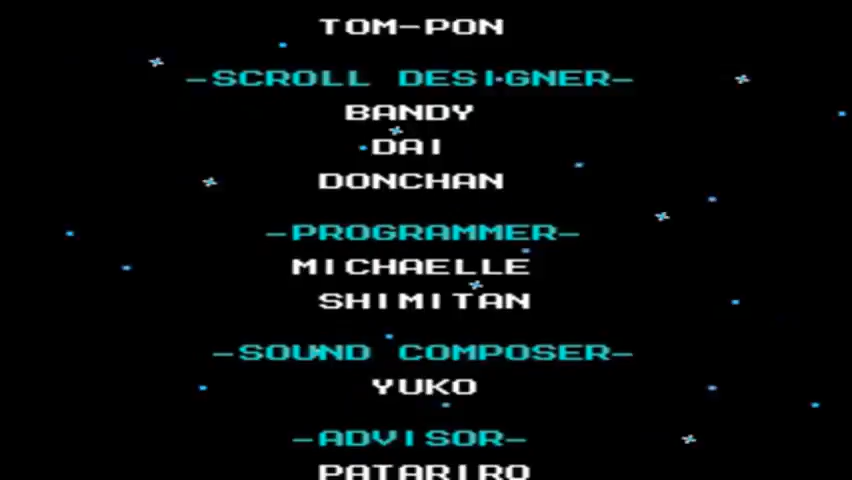 TOM-PON
-SCROLL DESIGNER-
BANDY
DAI
DONCHAN
-PROGRAMMER-
MICHAELLE
SHIMITAN
-SOUND COMPOSER-
YUKO
-ADVISOR-
PATARIRO